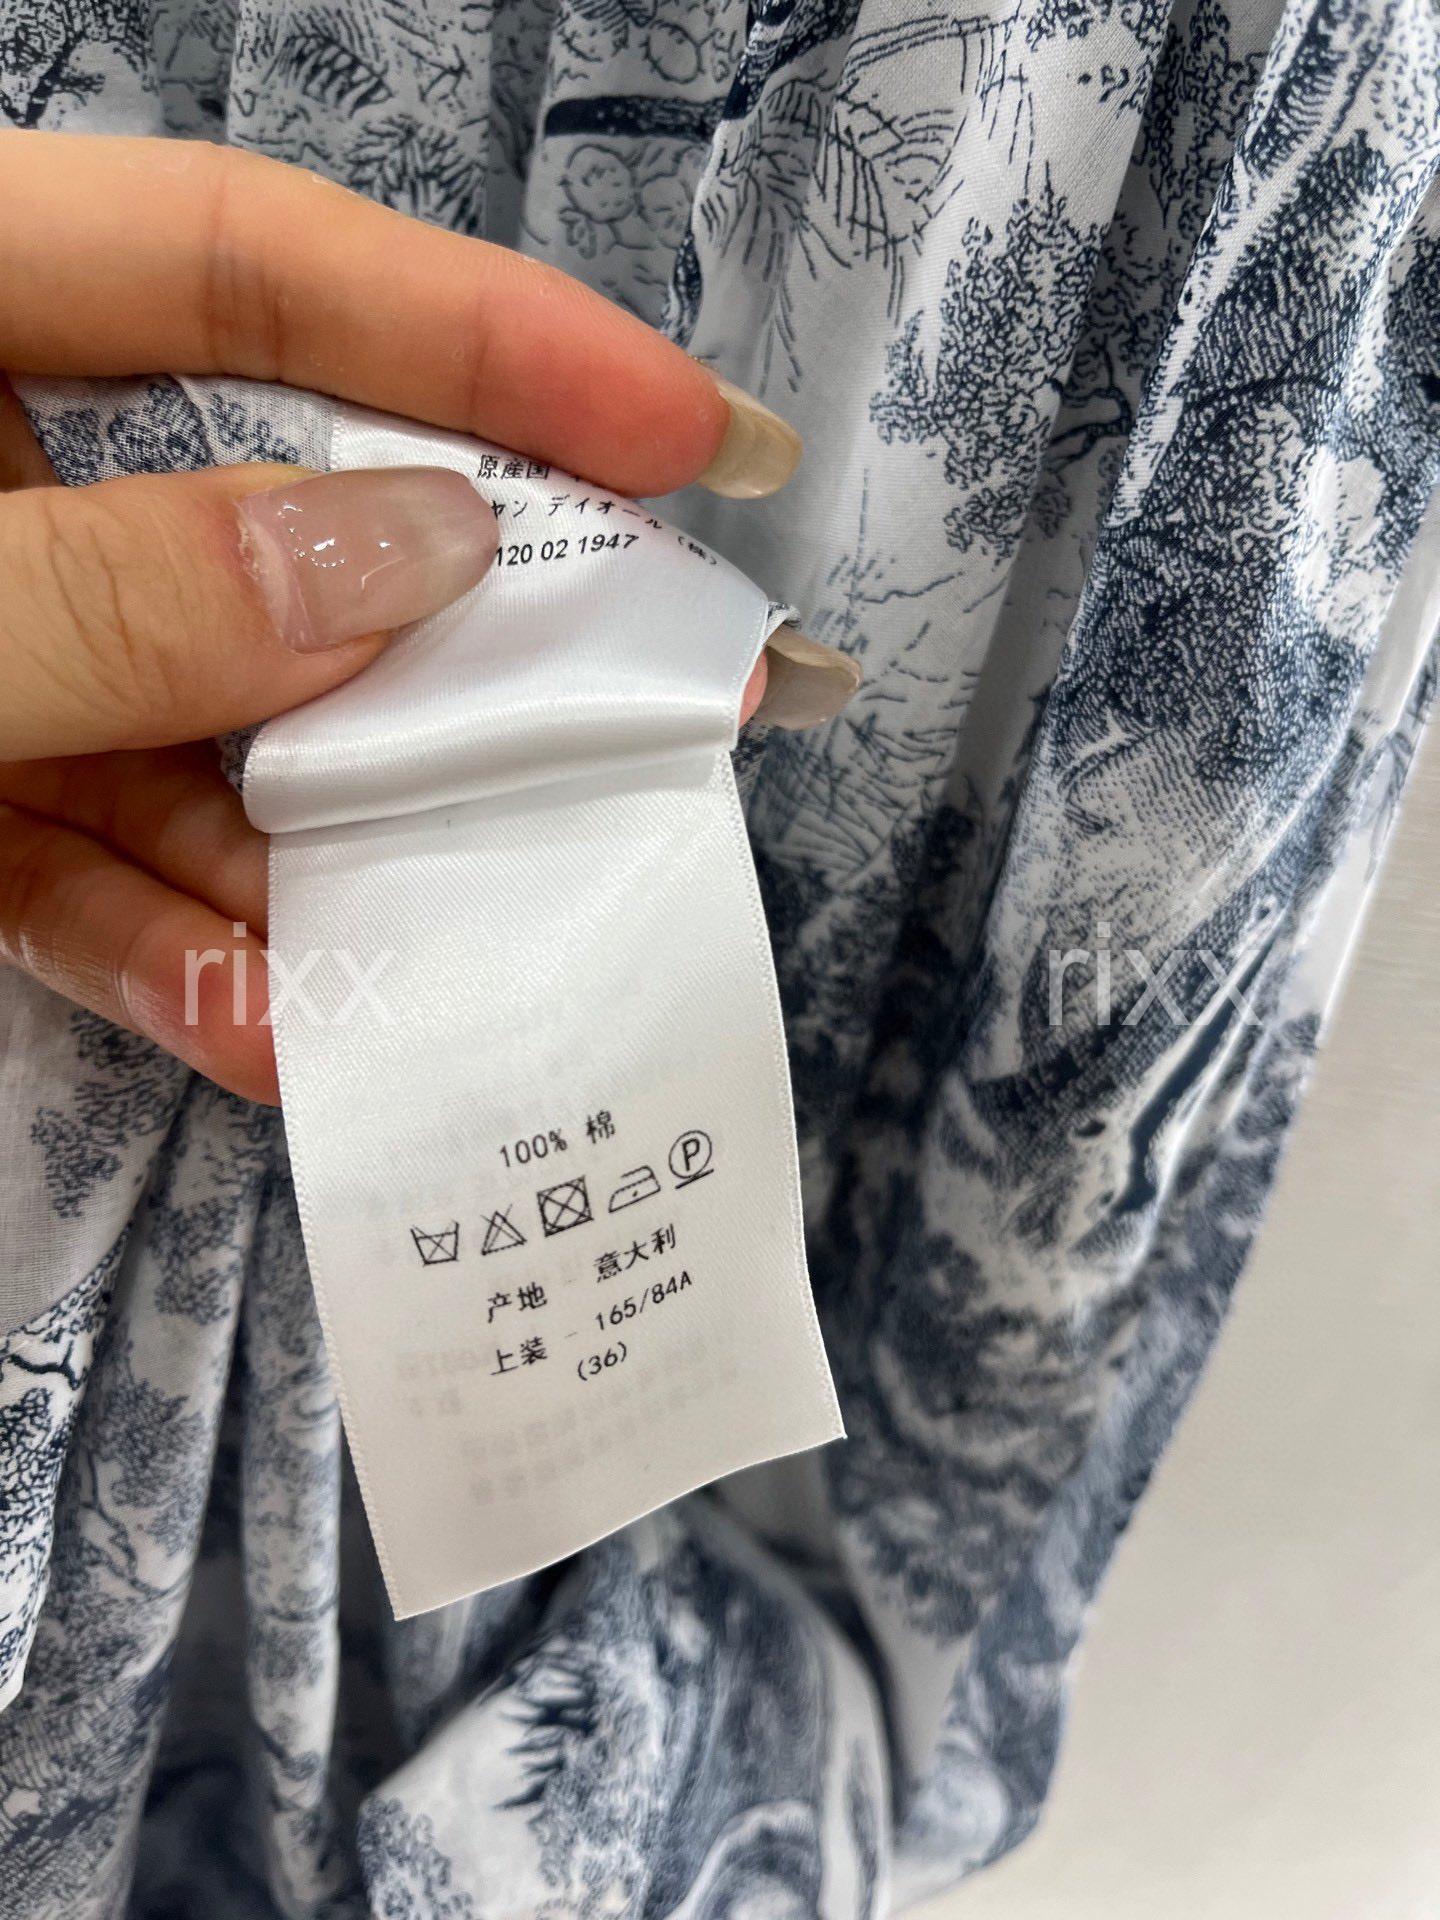 原産国
ャン ディオール (株)
120 02 1947
rixx
rixx
100% 棉
P
产地 - 意大利
上装 - 165/84A
(36)